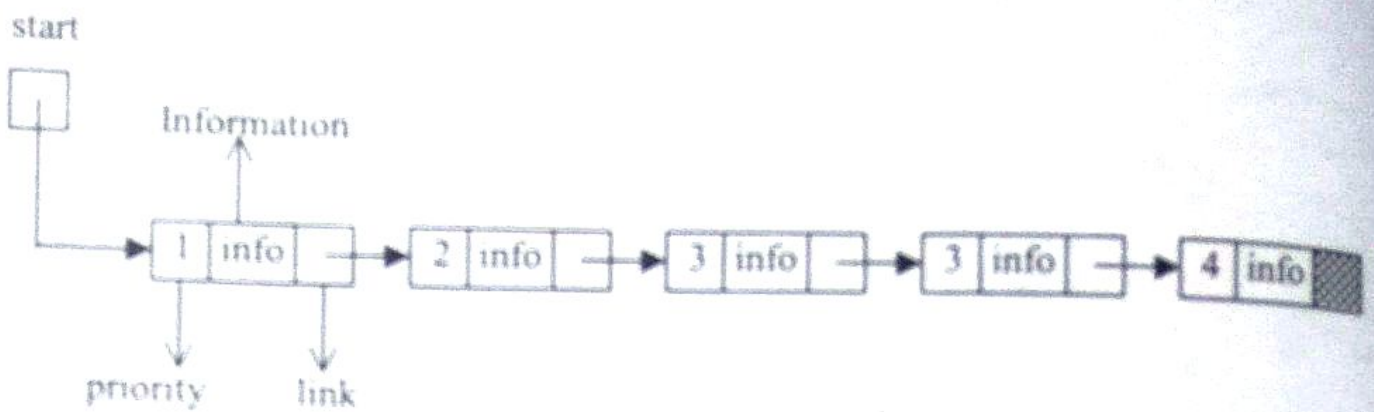 start
Information
1 info 2 info 3 info 3 info 4 info
priority link